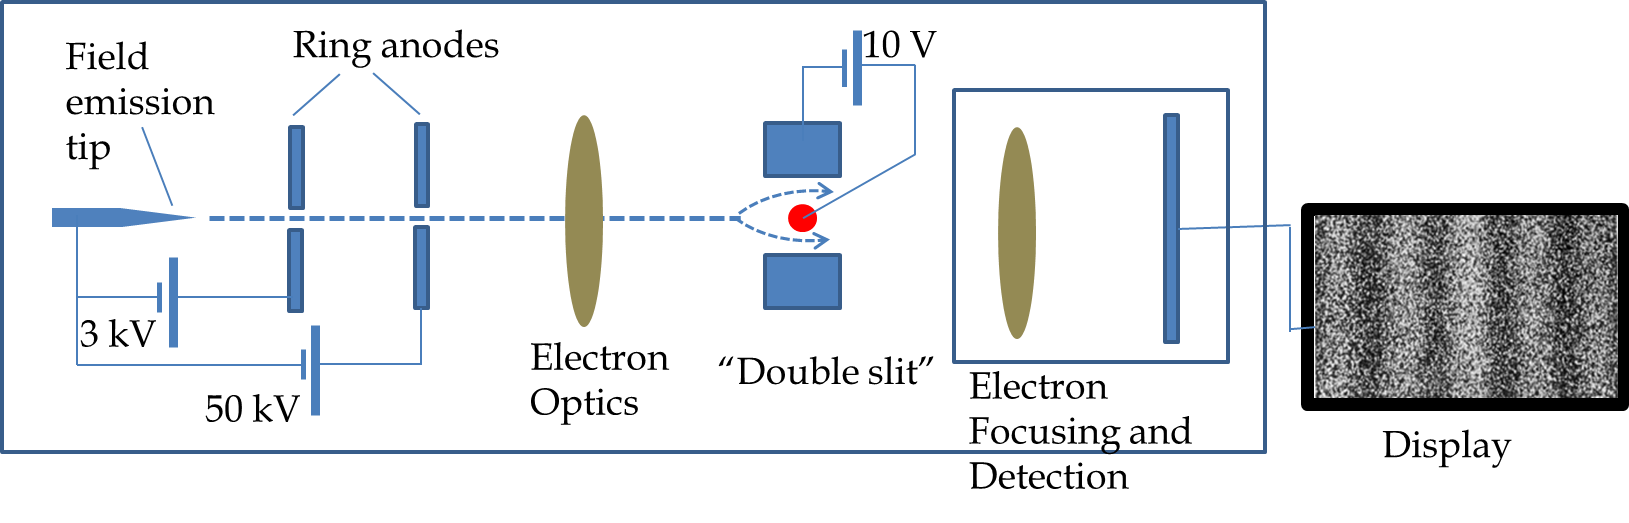 Field
emission
tip
Ring anodes
10 V
3 kV
50 kV
Electron
Optics
“Double slit”
Electron
Focusing and
Detection
Display